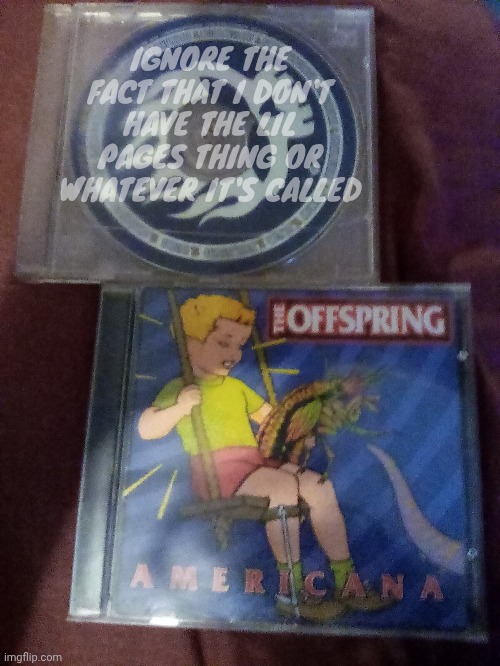 IGNORE THE
FACT THAT I DON'T
HAVE THE LIL
PAGES THING OR
WHATEVER IT'S CALLED
THE OFFSPRING
AMERICANA
imgflip.com